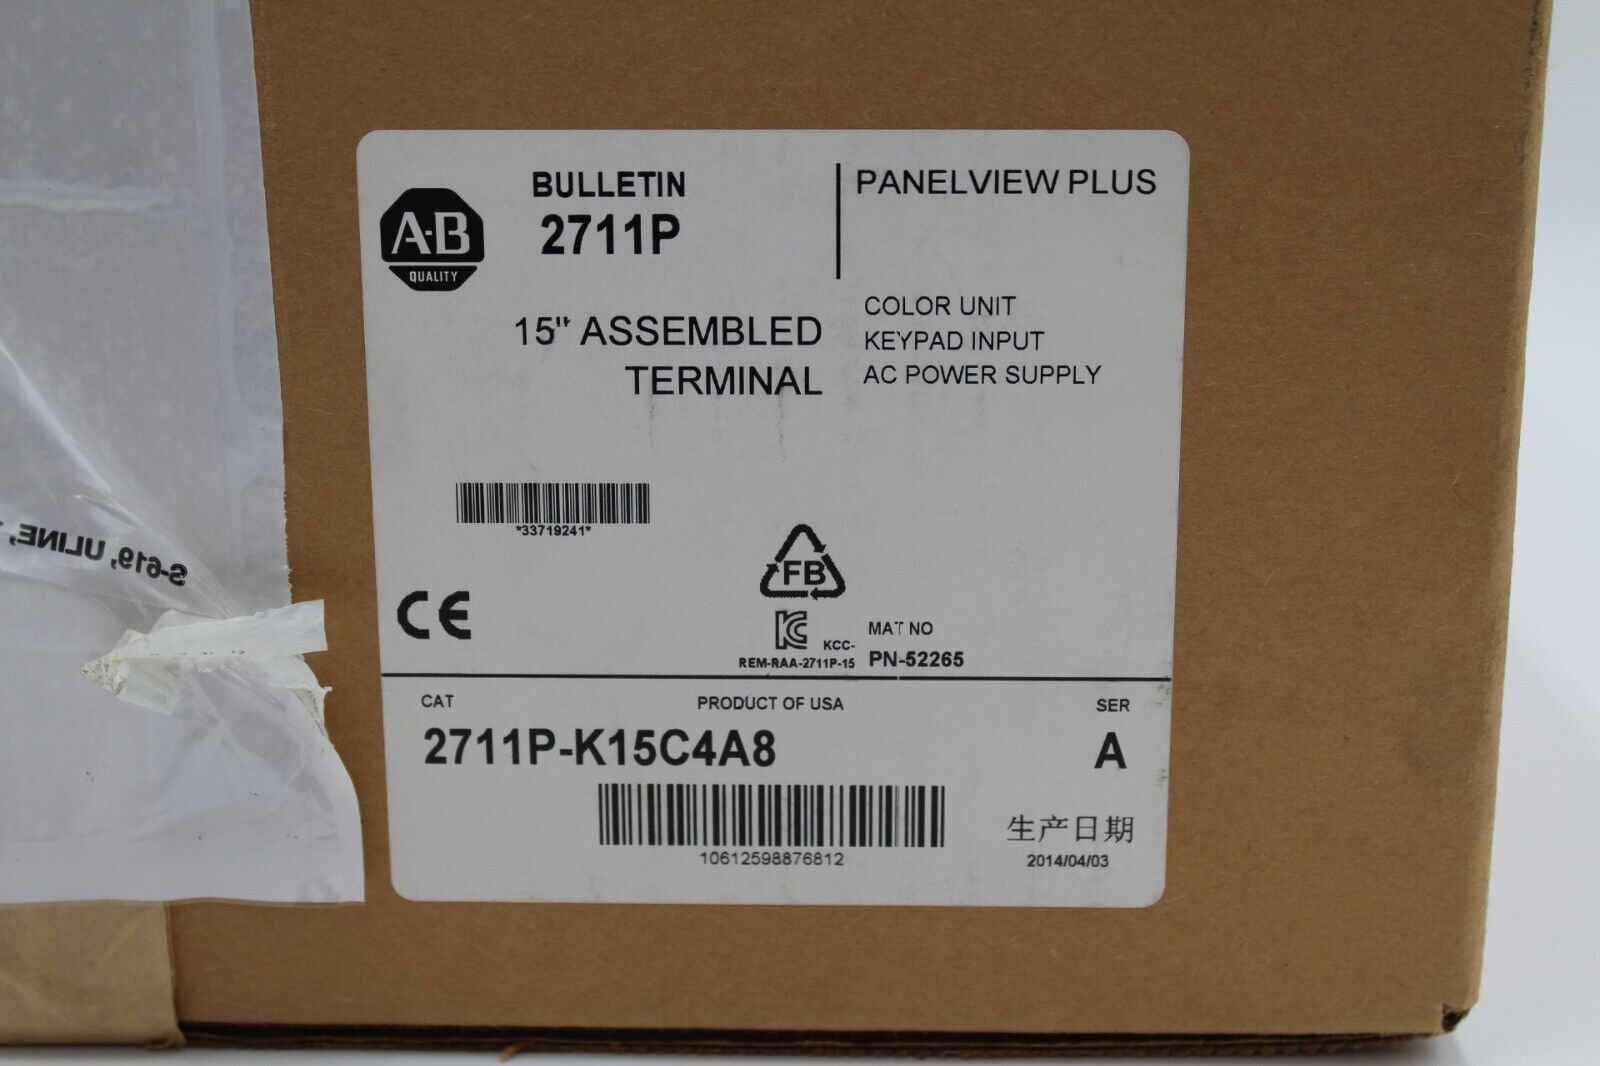 BULLETIN
2711P
PANELVIEW PLUS
A-B
QUALITY
15" ASSEMBLED
TERMINAL
COLOR UNIT
KEYPAD INPUT
AC POWER SUPPLY
*33719241*
FB
CE
KC
KCC-
REM-RAA-2711P-15
MAT NO
PN-52265
CAT
PRODUCT OF USA
SER
2711P-K15C4A8
A
10612598876812
生产日期
2014/04/03
S-619, ULINE,